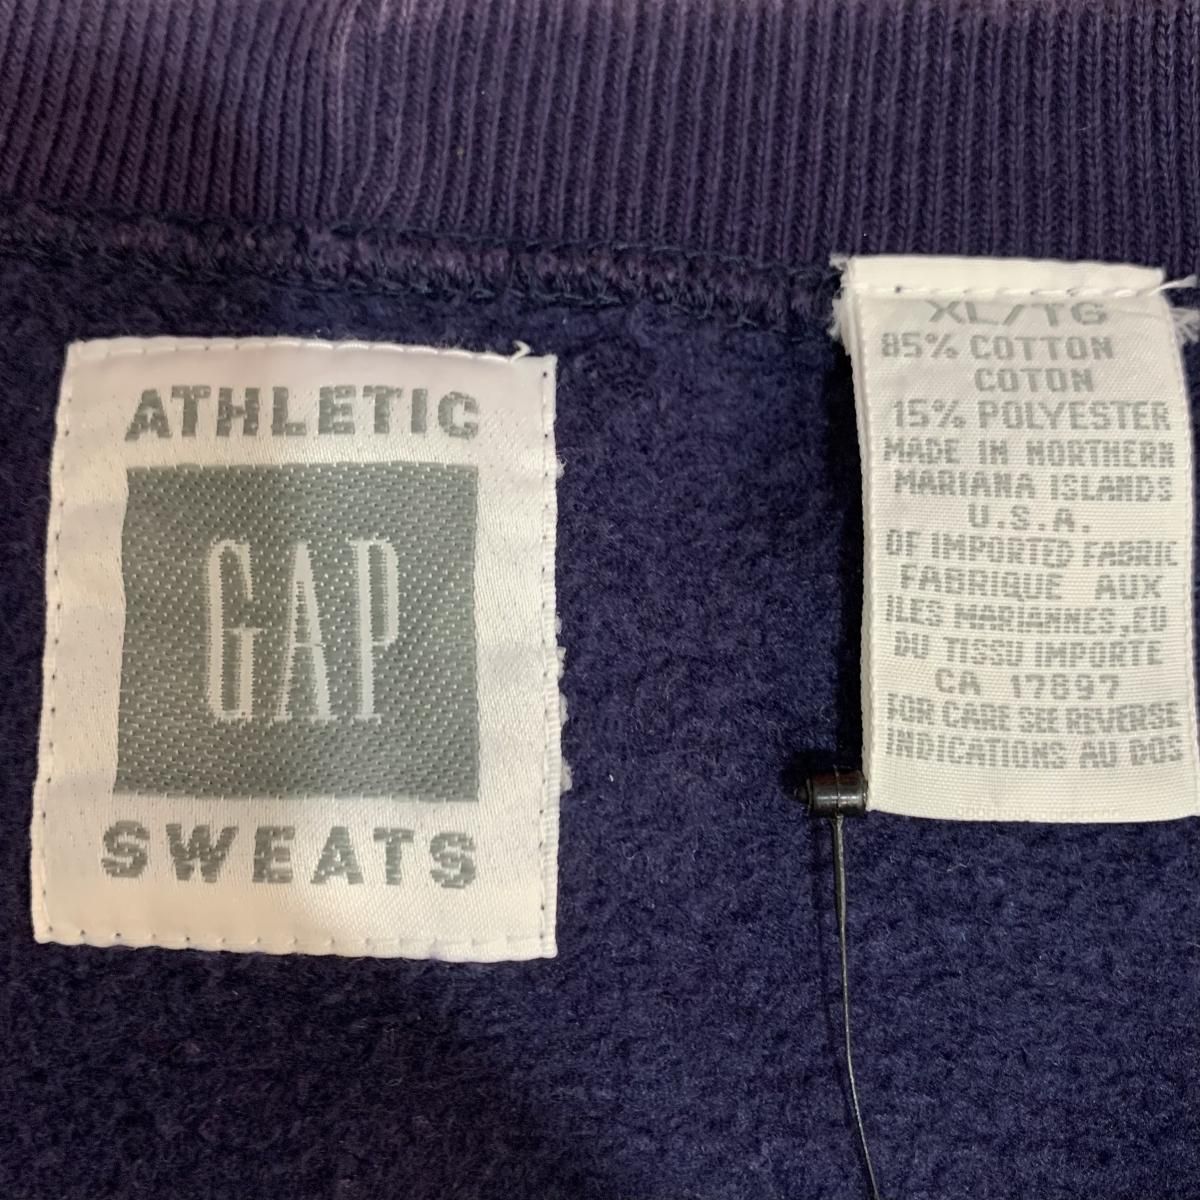 ATHLETIC
GAP
SWEATS
XL/TG
85% COTTON
COTON
15% POLYESTER
MADE IN NORTHERN
MARIANA ISLANDS
U.S.A.
OF IMPORTED FABRIC
FABRIQUE AUX
ILES MARIANNES,EU
DU TISSU IMPORTE
CA 17897
FOR CARE SEE REVERSE
INDICATIONS AU DOS